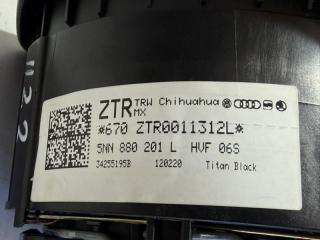 ZTR TRW Chihuahua
MX
*670 ZTR0011312L*
5NN 880 201 L HVF 06S
34255195B 120220 Titan Black